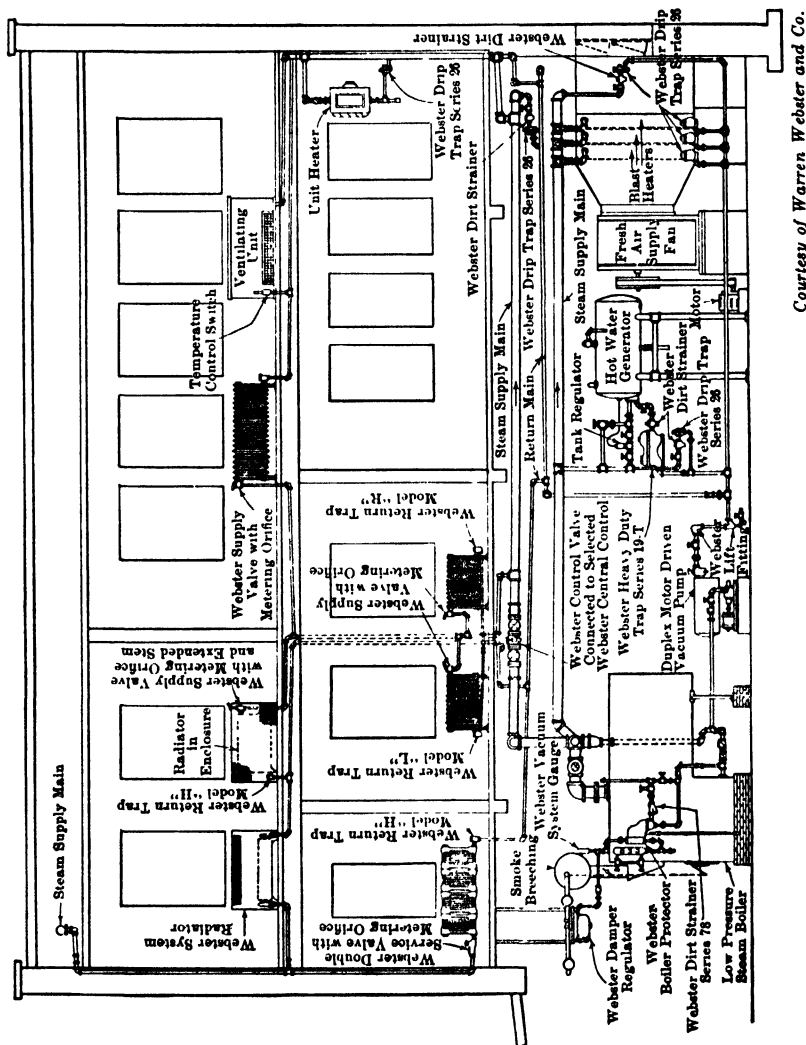 Steam Supply Main
Webster System
Radiator
Webster Return Trap
Model "H"
Radiator
in
Enclosure
Webster Supply Valve
with Metering Orifice
and Extended Stem
Webster Supply
Valve with
Metering Orifice
Temperature
Control Switch
Ventilating
Unit
Webster Double
Service Valve with
Metering Orifice
Webster Return Trap
Model "H"
Webster Return Trap
Model "L"
Webster Supply
Valve with
Metering Orifice
Webster Return Trap
Model "R"
Unit Heater
Webster Drip
Trap Series 26
Webster Dirt Strainer
Steam Supply Main
Return Main
Webster Drip Trap Series 26
Steam Supply Main
Webster Dirt Strainer
Webster Drip
Trap Series 26
Smoke
Breeching
Webster Vacuum
System Gauge
Webster Damper
Regulator
Webster
Boiler Protector
Webster Dirt Strainer
Series 78
Low Pressure
Steam Boiler
Webster Control Valve
Connected to Selected
Webster Central Control
Webster Heavy Duty
Trap Series 19-T
Duplex Motor Driven
Vacuum Pump
Webster
Lift
Fitting
Tank Regulator
Hot Water
Generator
Webster
Dirt Strainer
Webster Drip Trap
Series 26
Motor
Fresh
Air
Supply
Fan
Blast
Heaters
Courtesy of Warren Webster and Co.